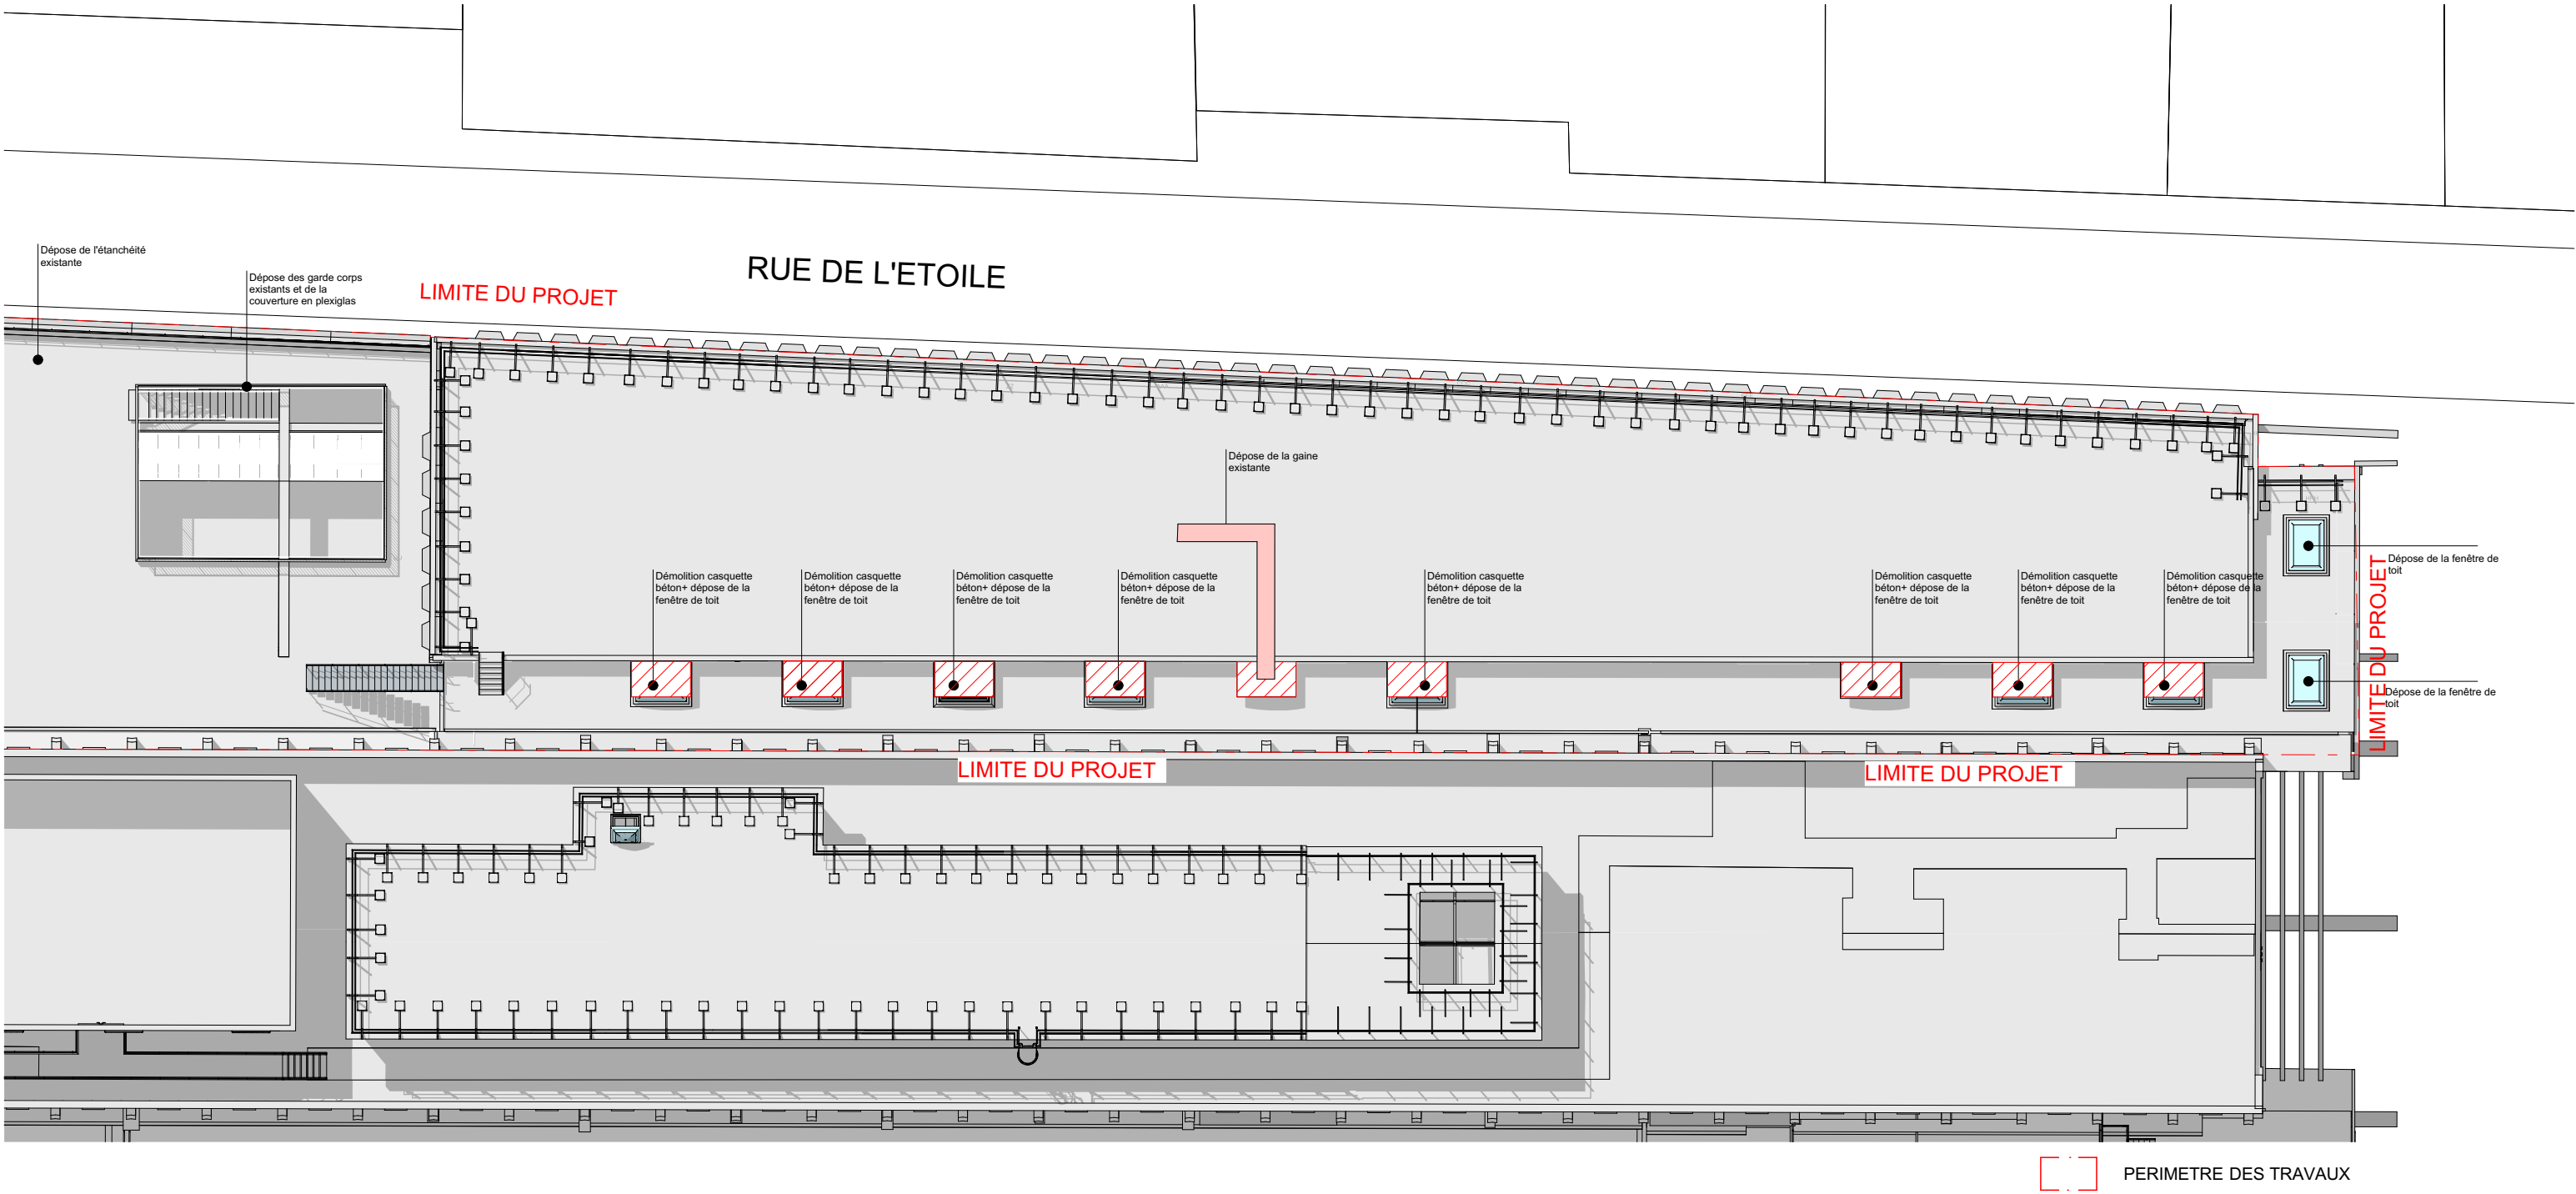 RUE DE L'ETOILE
Dépose de l'étanchéité
existante
Dépose des garde corps
existants et de la
couverture en plexiglas
LIMITE DU PROJET
Dépose de la gaine
existante
Démolition casquette
béton+ dépose de la
fenêtre de toit
Démolition casquette
béton+ dépose de la
fenêtre de toit
Démolition casquette
béton+ dépose de la
fenêtre de toit
Démolition casquette
béton+ dépose de la
fenêtre de toit
Démolition casquette
béton+ dépose de la
fenêtre de toit
Démolition casquette
béton+ dépose de la
fenêtre de toit
Démolition casquette
béton+ dépose de la
fenêtre de toit
Démolition casquette
béton+ dépose de la
fenêtre de toit
Dépose de la fenêtre de
toit
LIMITE DU PROJET
Dépose de la fenêtre de
toit
LIMITE DU PROJET
LIMITE DU PROJET
PERIMETRE DES TRAVAUX